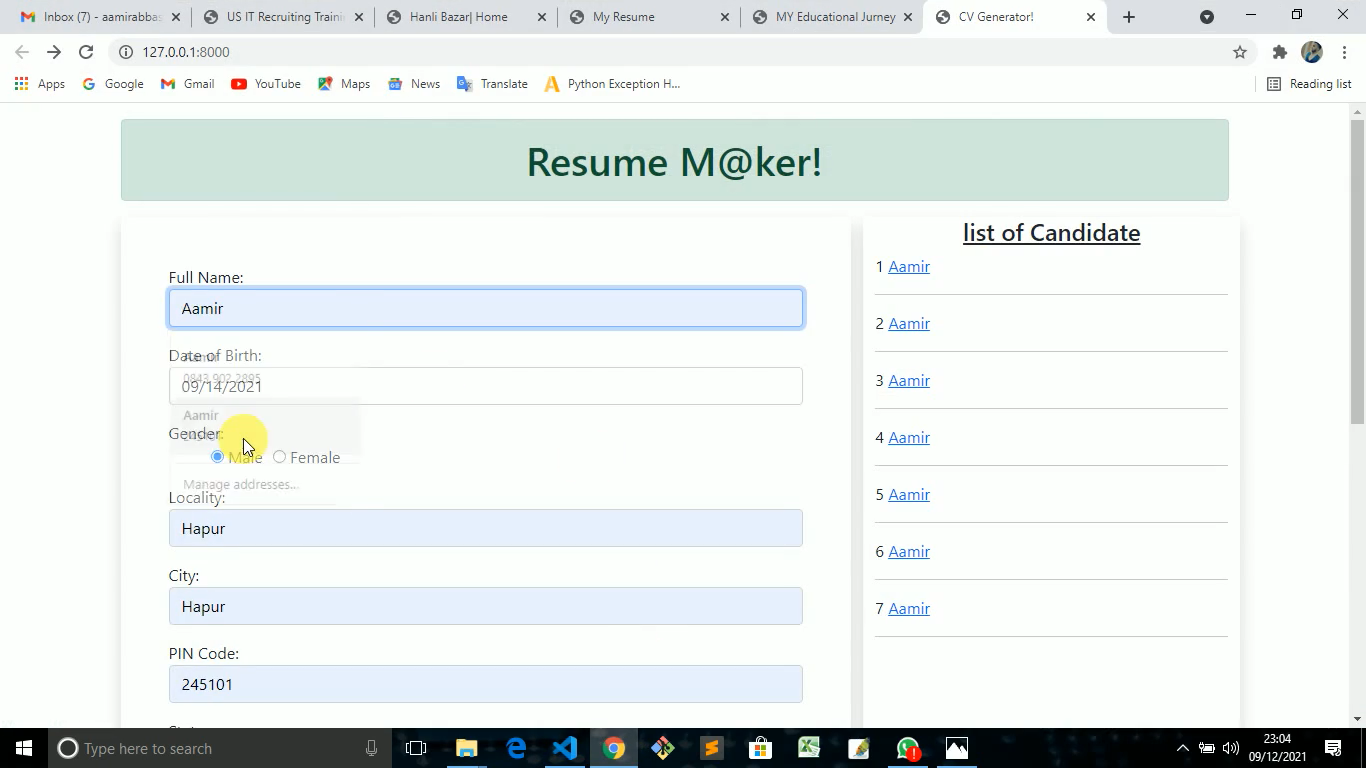 Inbox (7) - aamirabbas
US IT Recruiting Traini
Hanli Bazar| Home
My Resume
MY Educational Jurney
CV Generator!
127.0.0.1:8000
Apps
Google
Gmail
YouTube
Maps
News
Translate
Python Exception H...
Reading list
Resume M@ker!
Full Name:
Aamir
Date of Birth:
Aamir
0843 902 2895
09/14/2021
Aamir
Gender:
Male
Female
Manage addresses...
Locality:
Hapur
City:
Hapur
PIN Code:
245101
list of Candidate
1 Aamir
2 Aamir
3 Aamir
4 Aamir
5 Aamir
6 Aamir
7 Aamir
Type here to search
23:04
09/12/2021